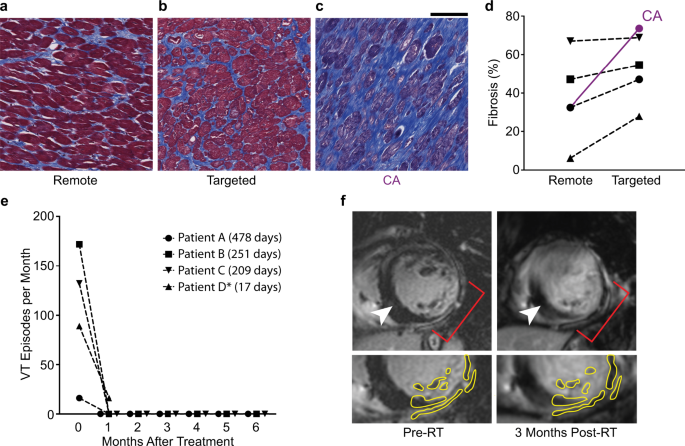 a
b
c
d
Remote
Targeted
CA
Fibrosis (%)
80
60
40
20
0
CA
Remote
Targeted
e
VT Episodes per Month
200
150
100
50
0
Patient A (478 days)
Patient B (251 days)
Patient C (209 days)
Patient D* (17 days)
0 1 2 3 4 5 6
Months After Treatment
f
Pre-RT
3 Months Post-RT